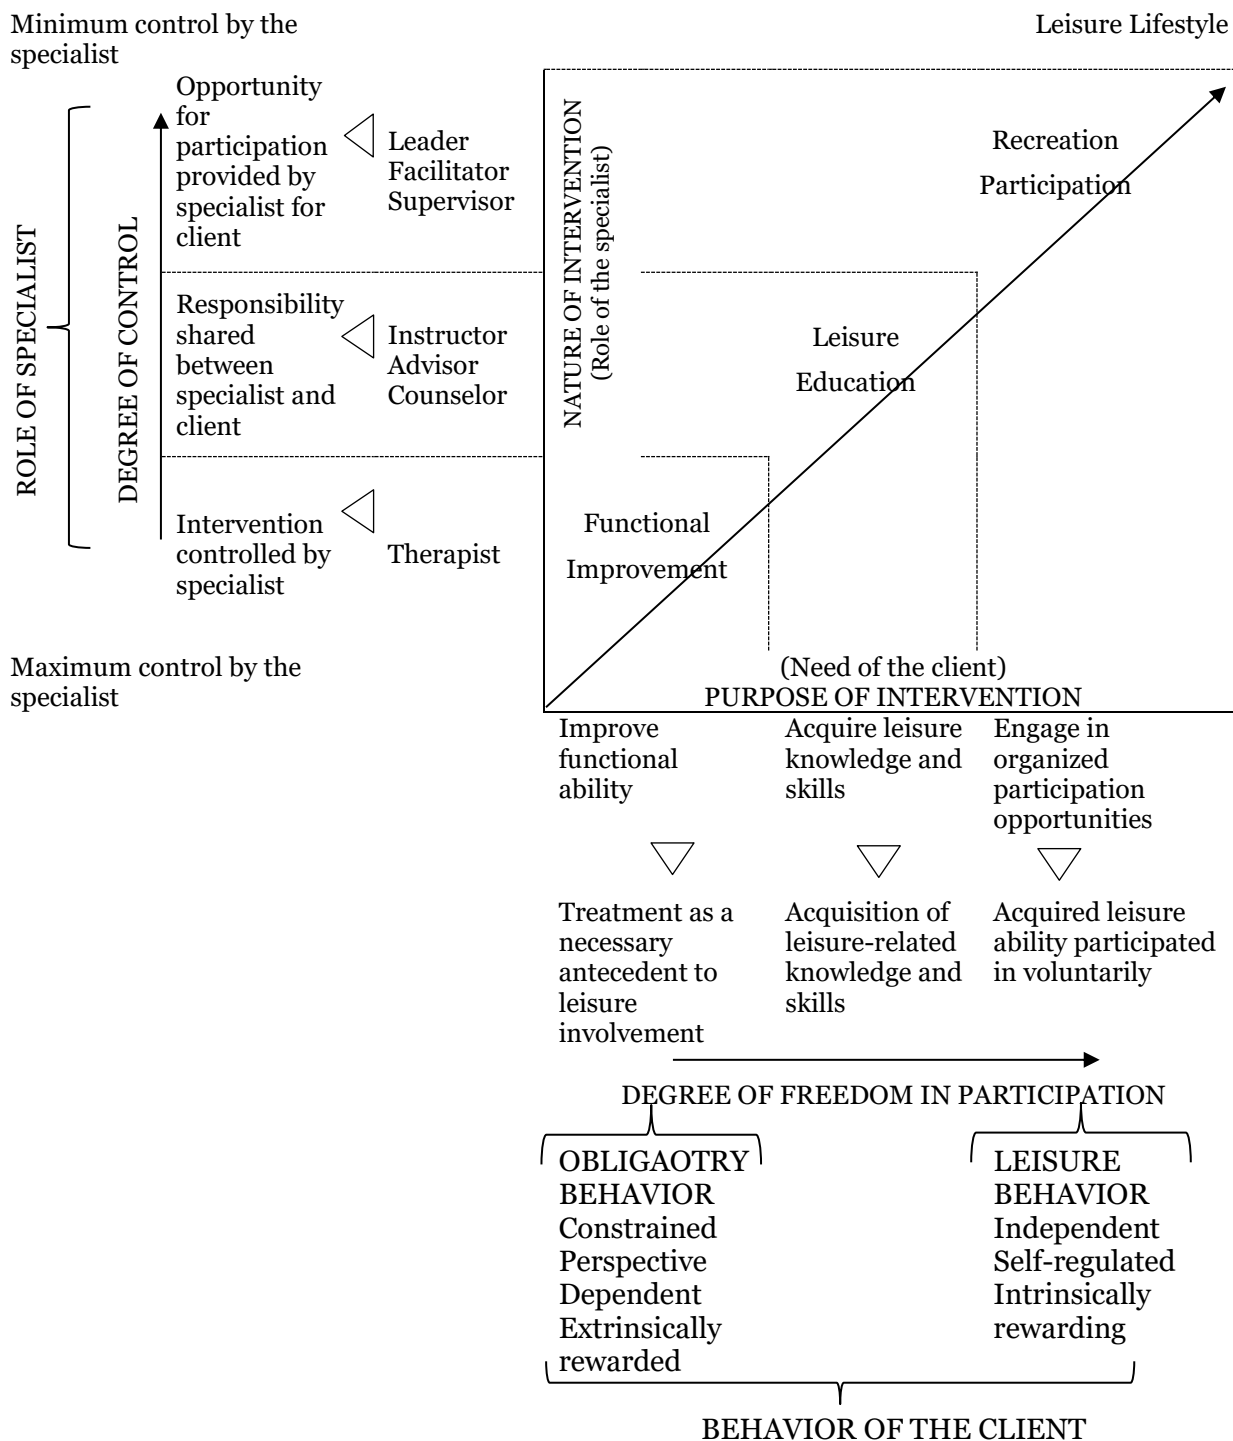 Minimum control by the
specialist
Leisure Lifestyle
ROLE OF SPECIALIST
DEGREE OF CONTROL
Opportunity
for
participation
provided by
specialist for
client
Leader
Facilitator
Supervisor
Responsibility
shared
between
specialist and
client
Instructor
Advisor
Counselor
Intervention
controlled by
specialist
Therapist
Maximum control by the
specialist
NATURE OF INTERVENTION
(Role of the specialist)
Recreation
Participation
Leisure
Education
Functional
Improvement
(Need of the client)
PURPOSE OF INTERVENTION
Improve
functional
ability
Acquire leisure
knowledge and
skills
Engage in
organized
participation
opportunities
Treatment as a
necessary
antecedent to
leisure
involvement
Acquisition of
leisure-related
knowledge and
skills
Acquired leisure
ability participated
in voluntarily
DEGREE OF FREEDOM IN PARTICIPATION
OBLIGAOTRY
BEHAVIOR
Constrained
Perspective
Dependent
Extrinsically
rewarded
LEISURE
BEHAVIOR
Independent
Self-regulated
Intrinsically
rewarding
BEHAVIOR OF THE CLIENT